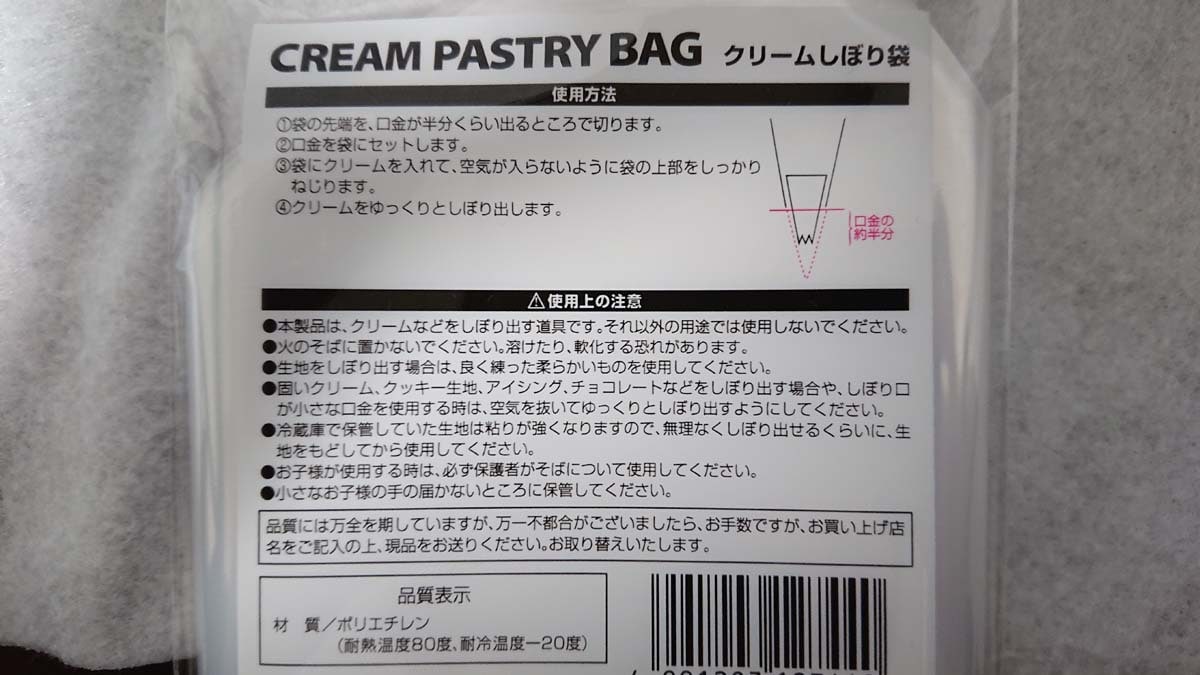 CREAM PASTRY BAG クリームしぼり袋
使用方法
①袋の先端を、口金が半分くらい出るところで切ります。
②口金を袋にセットします。
③袋にクリームを入れて、空気が入らないように袋の上部をしっかり
ねじります。
④クリームをゆっくりとしぼり出します。
口金の
約半分
⚠使用上の注意
●本製品は、クリームなどをしぼり出す道具です。それ以外の用途では使用しないでください。
●火のそばに置かないでください。溶けたり、軟化する恐れがあります。
●生地をしぼり出す場合は、良く練った柔らかいものを使用してください。
●固いクリーム、クッキー生地、アイシング、チョコレートなどをしぼり出す場合や、しぼり口
が小さな口金を使用する時は、空気を抜いてゆっくりとしぼり出すようにしてください。
●冷蔵庫で保管していた生地は粘りが強くなりますので、無理なくしぼり出せるくらいに、生
地をもどしてから使用してください。
●お子様が使用する時は、必ず保護者がそばについて使用してください。
●小さなお子様の手の届かないところに保管してください。
品質には万全を期していますが、万一不都合がございましたら、お手数ですが、お買い上げ店
名をご記入の上、現品をお送りください。お取り替えいたします。
品質表示
材 質/ポリエチレン
(耐熱温度80度、耐冷温度−20度)